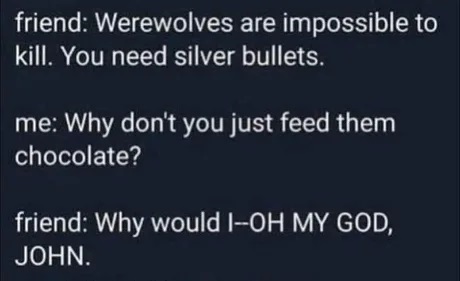 friend: Werewolves are impossible to
kill. You need silver bullets.
me: Why don't you just feed them
chocolate?
friend: Why would I--OH MY GOD,
JOHN.